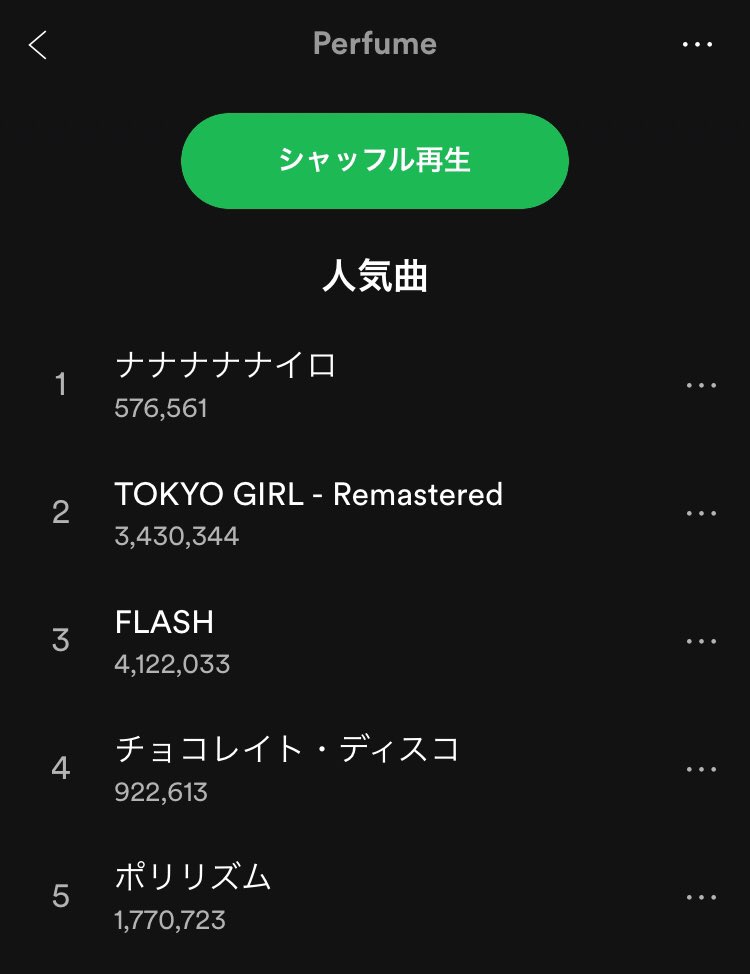 Perfume
シャッフル再生
人気曲
1
ナナナナナイロ
576,561
2
TOKYO GIRL - Remastered
3,430,344
3
FLASH
4,122,033
4
チョコレイト・ディスコ
922,613
5
ポリリズム
1,770,723